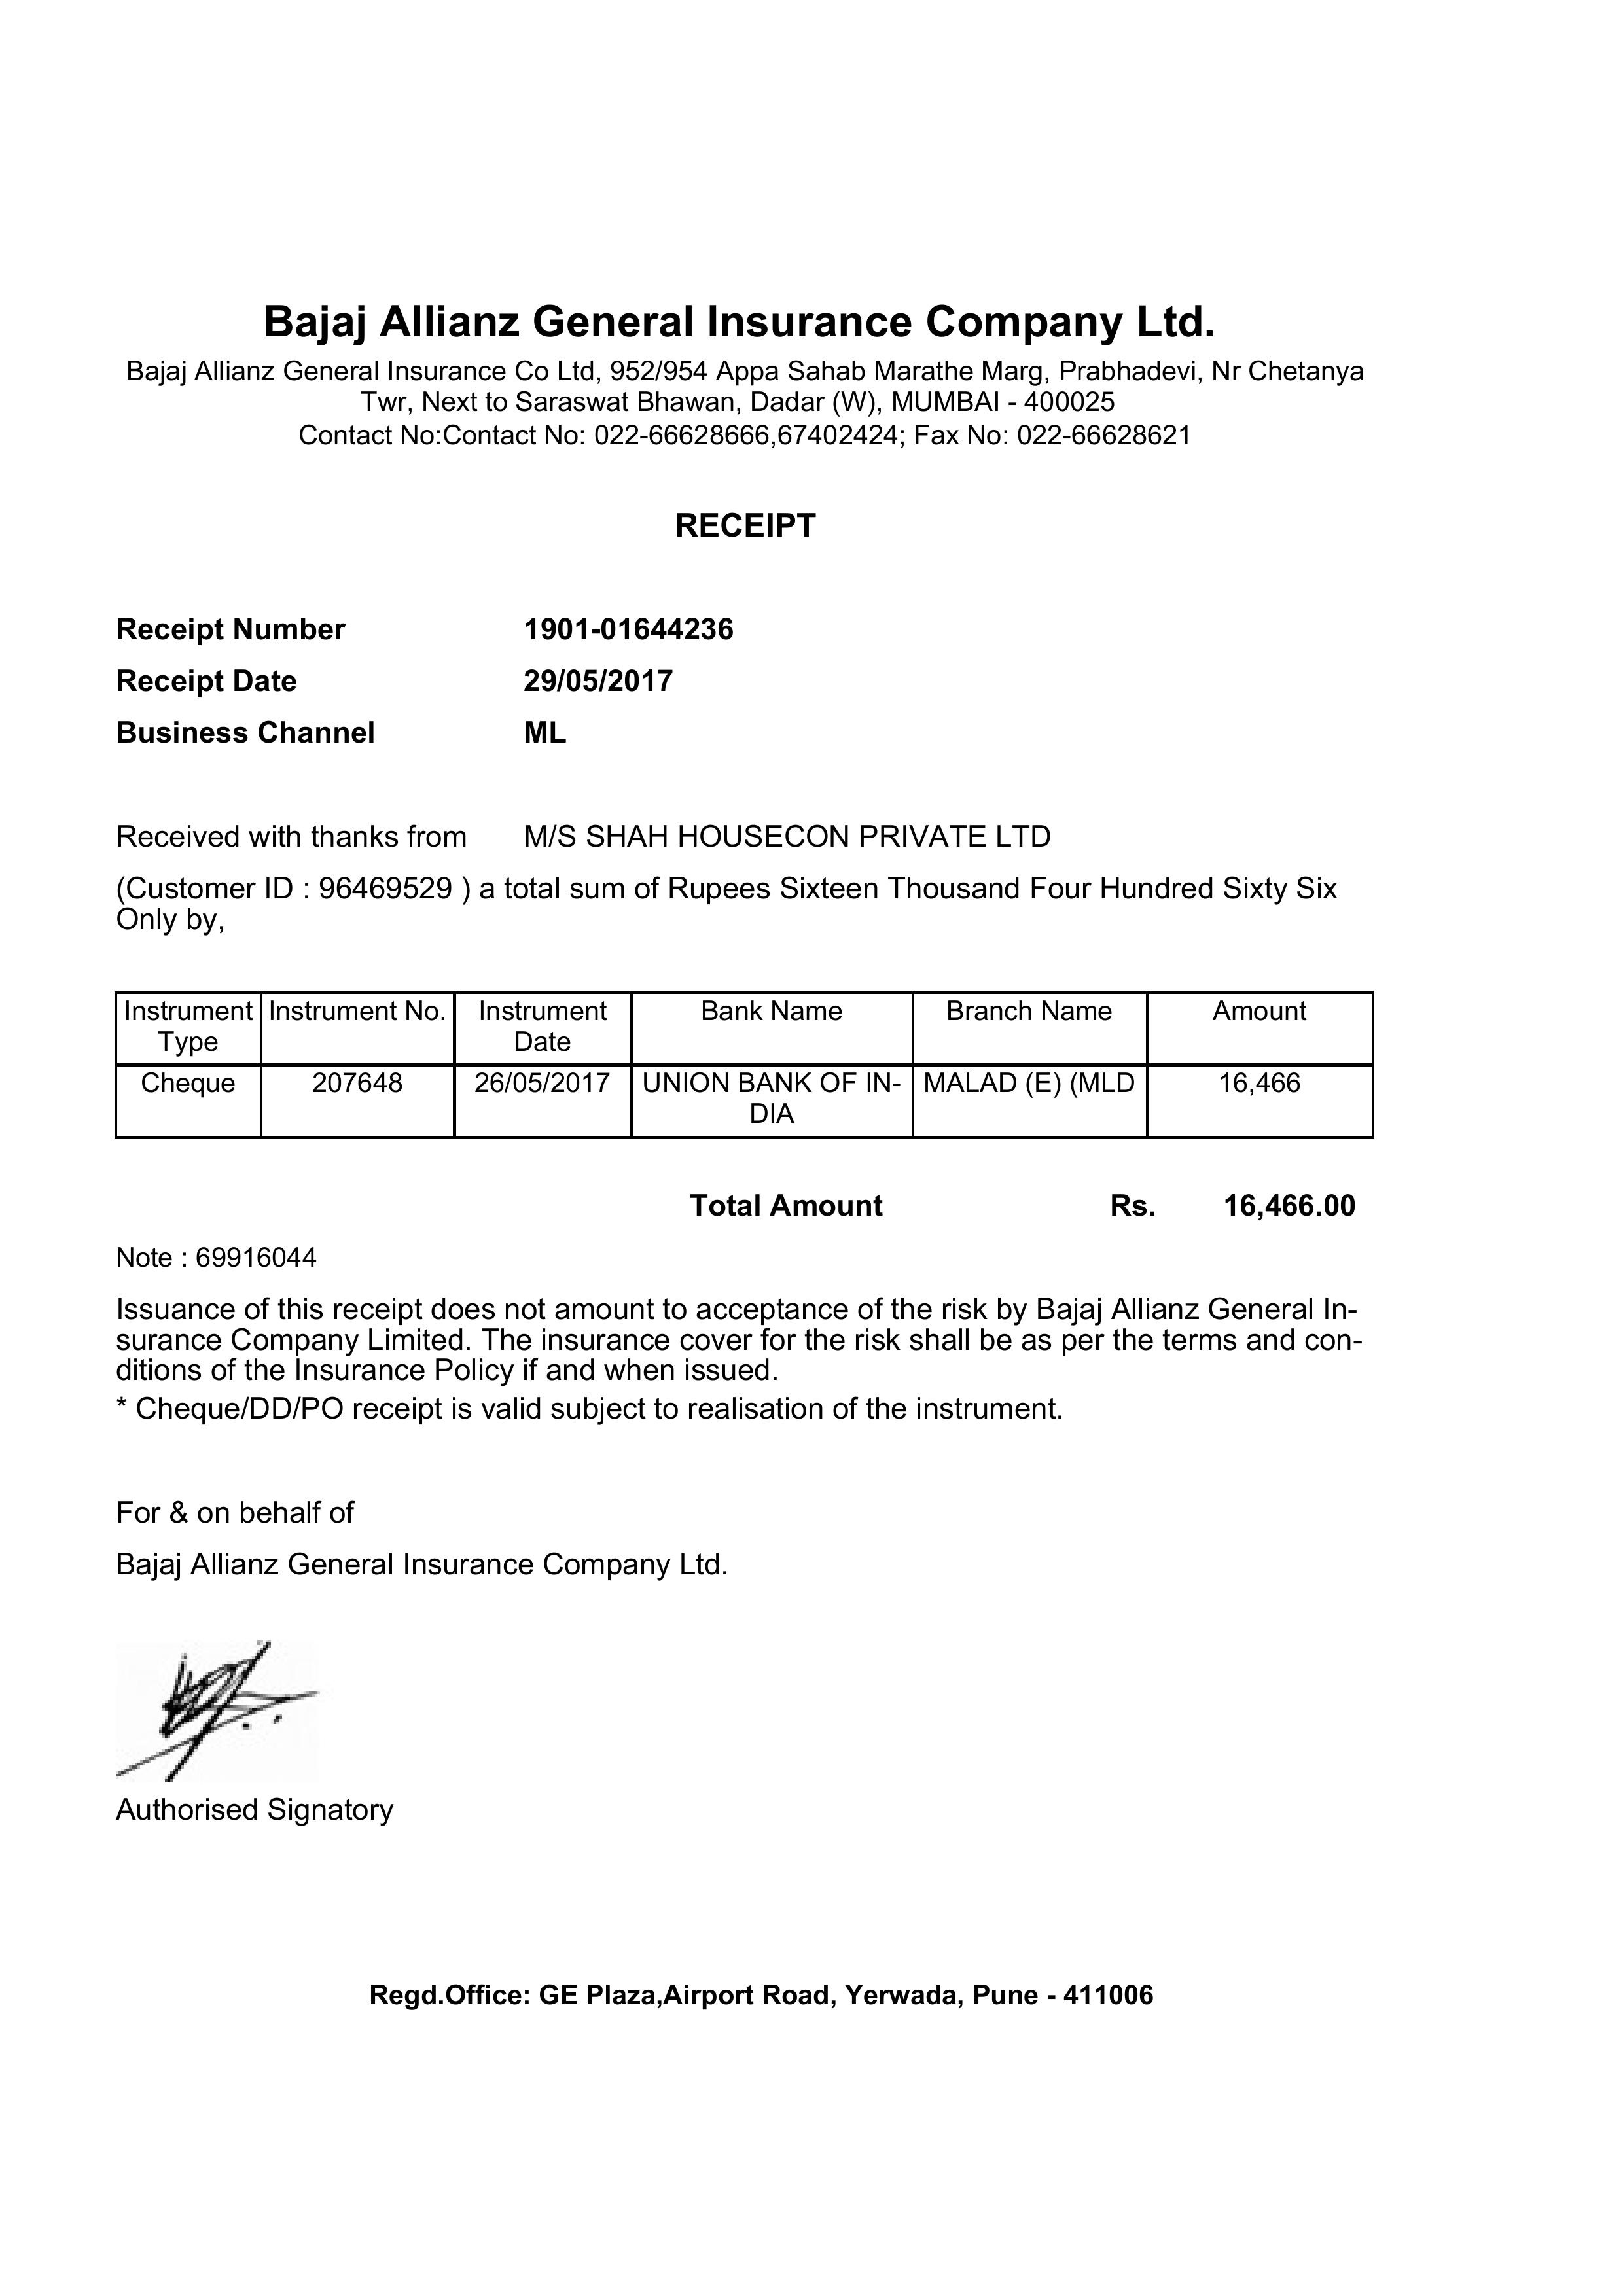 Bajaj Allianz General Insurance Company Ltd.
Bajaj Allianz General Insurance Co Ltd, 952/954 Appa Sahab Marathe Marg, Prabhadevi, Nr Chetanya
Twr, Next to Saraswat Bhawan, Dadar (W), MUMBAI - 400025
Contact No:Contact No: 022-66628666,67402424; Fax No: 022-66628621
RECEIPT
Receipt Number 1901-01644236
Receipt Date 29/05/2017
Business Channel ML
Received with thanks from M/S SHAH HOUSECON PRIVATE LTD
(Customer ID : 96469529 ) a total sum of Rupees Sixteen Thousand Four Hundred Sixty Six
Only by,
Instrument Instrument No. Instrument Bank Name Branch Name Amount
Type Date
Cheque 207648 26/05/2017 UNION BANK OF IN- MALAD (E) (MLD 16,466
DIA
Total Amount Rs. 16,466.00
Note : 69916044
Issuance of this receipt does not amount to acceptance of the risk by Bajaj Allianz General In-
surance Company Limited. The insurance cover for the risk shall be as per the terms and con-
ditions of the Insurance Policy if and when issued.
* Cheque/DD/PO receipt is valid subject to realisation of the instrument.
For & on behalf of
Bajaj Allianz General Insurance Company Ltd.
Authorised Signatory
Regd.Office: GE Plaza,Airport Road, Yerwada, Pune - 411006